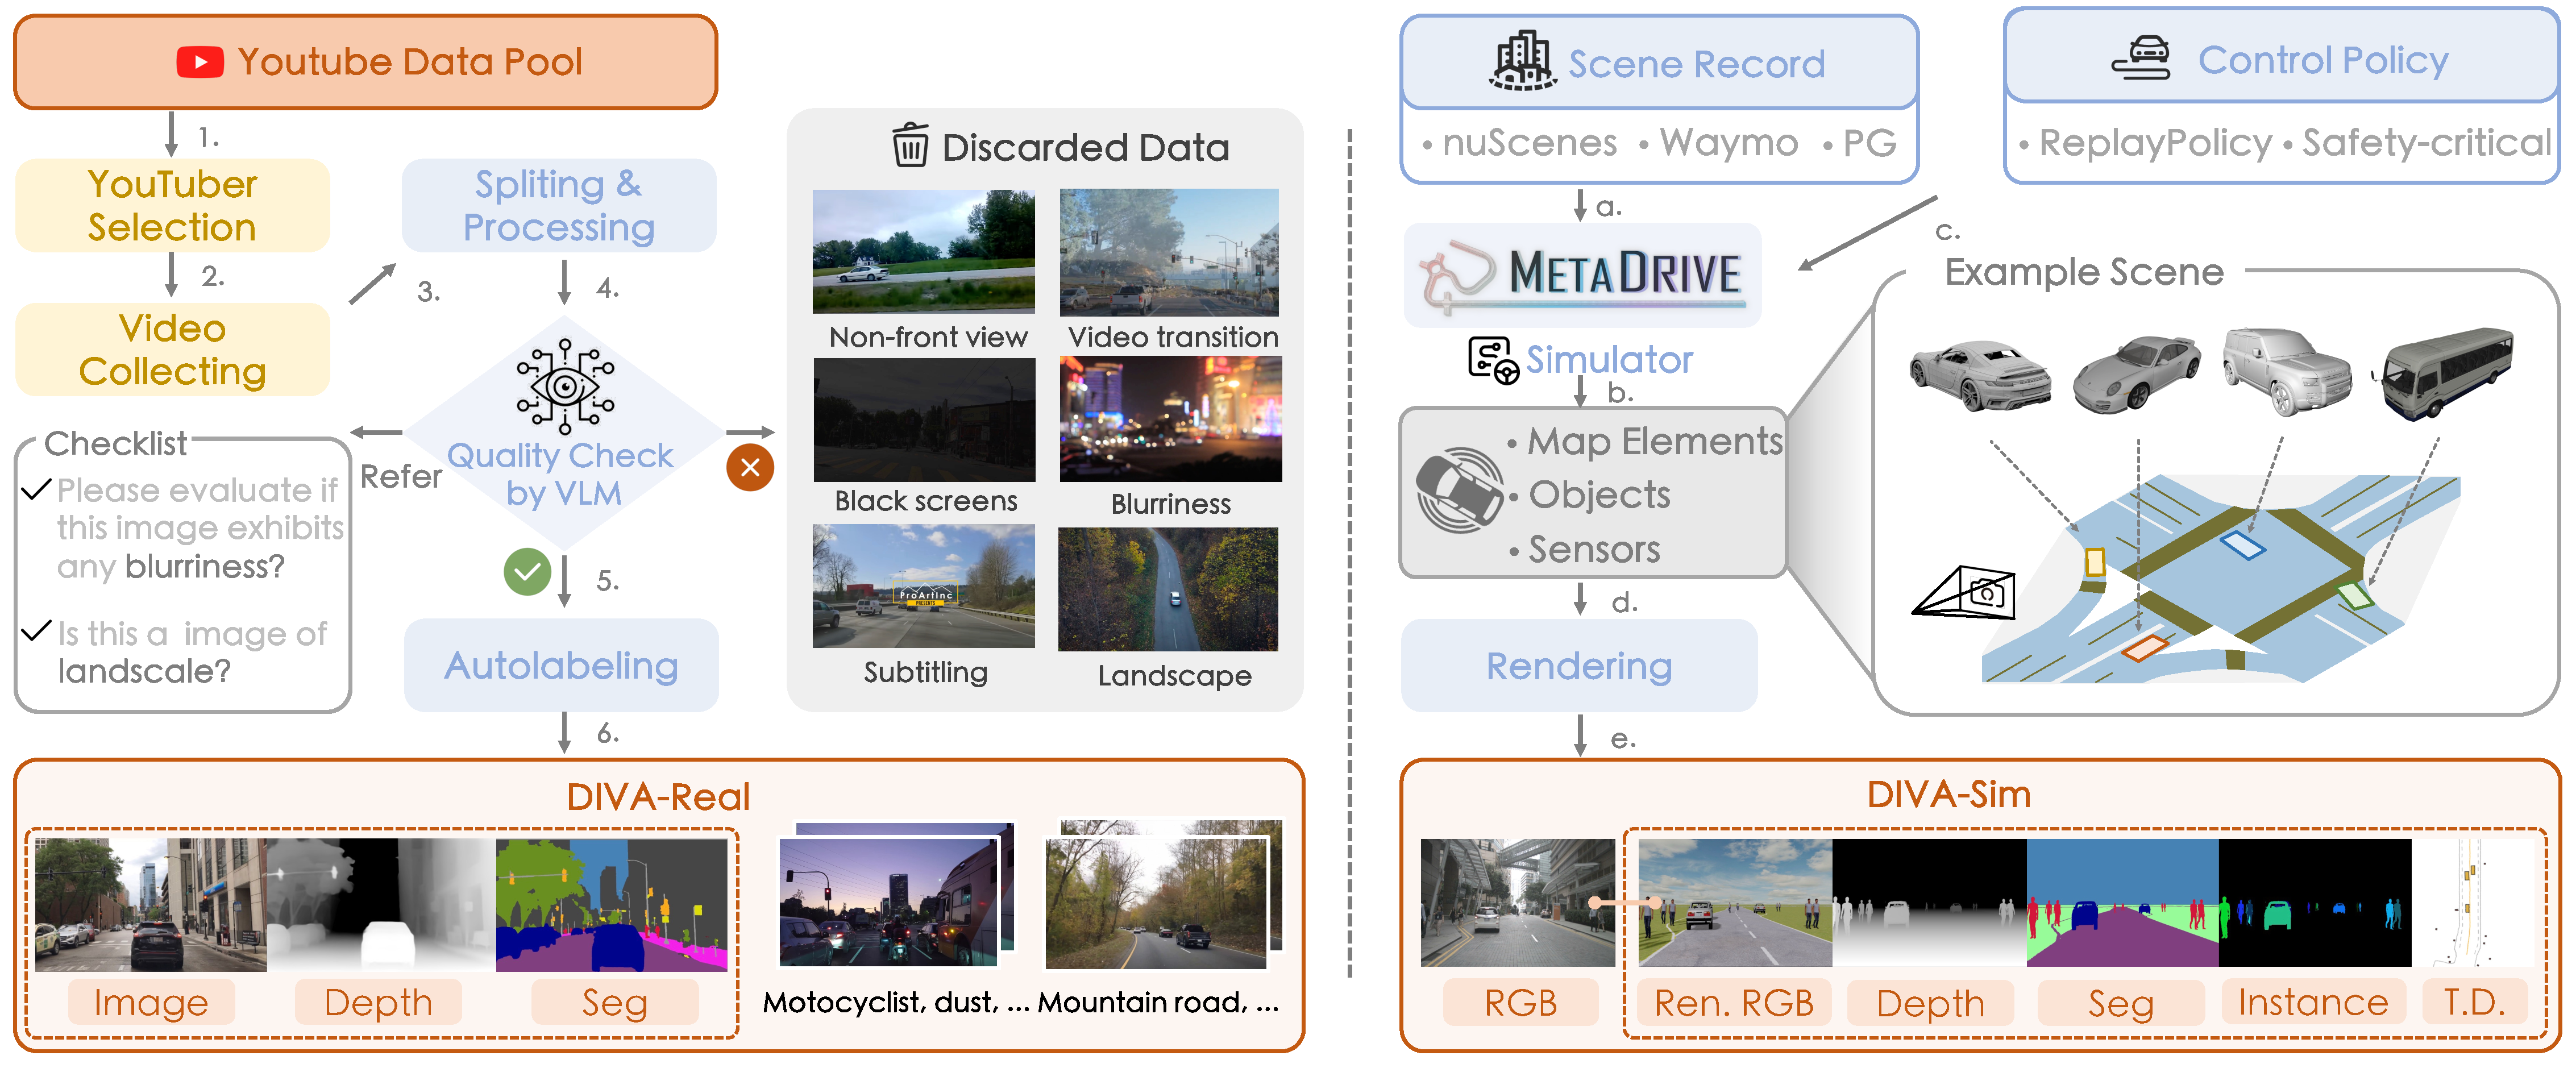 Youtube Data Pool
1.
YouTuber
Selection
2.
Video
Collecting
3.
Spliting &
Processing
4.
Quality Check
by VLM
Refer
Checklist
Please evaluate if
this image exhibits
any blurriness?
Is this a image of
landscale?
5.
Autolabeling
6.
Discarded Data
Non-front view
Video transition
Black screens
Blurriness
ProArtInc
PRESENTS
Subtitling
Landscape
DIVA-Real
Image
Depth
Seg
Motocyclist, dust, ...
Mountain road, ...
Scene Record
• nuScenes • Waymo • PG
Control Policy
• ReplayPolicy • Safety-critical
a.
METADRIVE
c.
Simulator
b.
• Map Elements
• Objects
• Sensors
Example Scene
d.
Rendering
e.
DIVA-Sim
RGB
Ren. RGB
Depth
Seg
Instance
T.D.